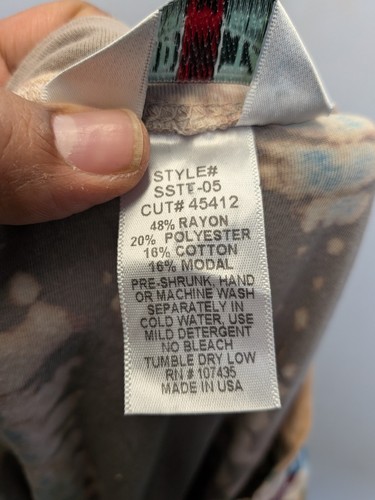 STYLE#
SSTT-05
CUT# 45412
48% RAYON
20% POLYESTER
16% COTTON
16% MODAL
PRE-SHRUNK, HAND
OR MACHINE WASH
SEPARATELY IN
COLD WATER, USE
MILD DETERGENT
NO BLEACH
TUMBLE DRY LOW
RN # 107435
MADE IN USA